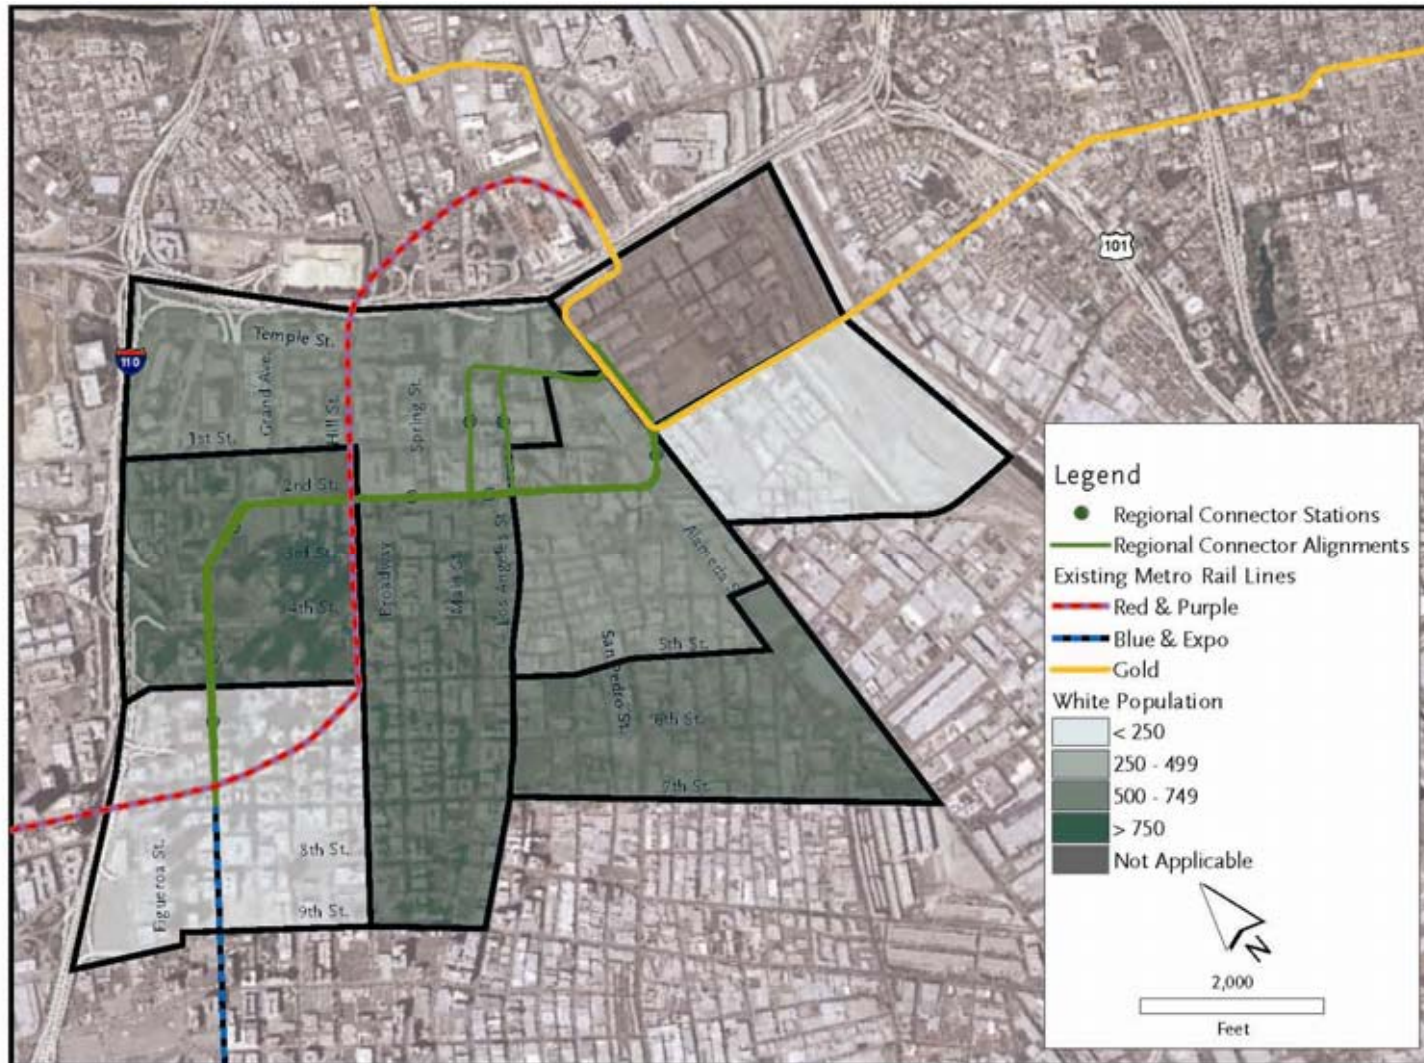 101
110
Temple St.
Grand Ave.
Hill St.
Spring St.
1st St.
2nd St.
3rd St.
4th St.
Broadway
Main St
Los Angeles St
Alameda S
5th St.
San Pedro St.
6th St.
7th St.
8th St.
9th St.
Figueroa St.
Legend
Regional Connector Stations
Regional Connector Alignments
Existing Metro Rail Lines
Red & Purple
Blue & Expo
Gold
White Population
< 250
250 - 499
500 - 749
> 750
Not Applicable
N
2,000
Feet